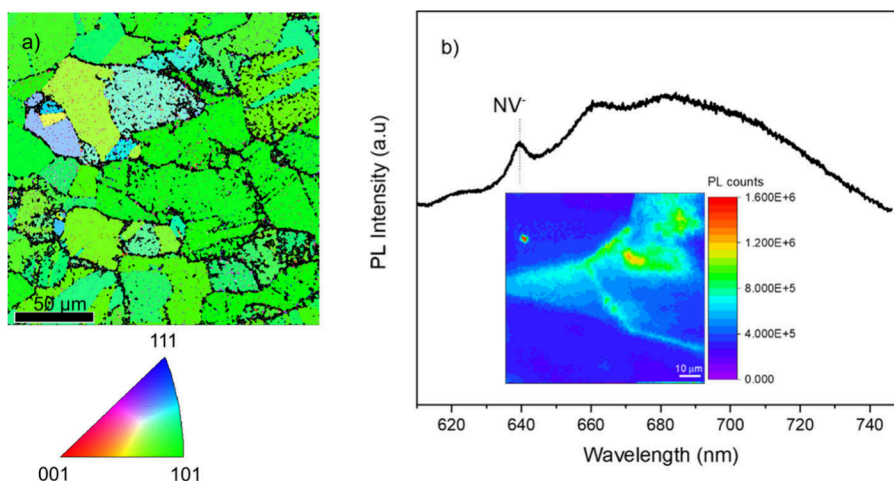 a)
50 μm
111
001
101
b)
NV-
PL counts
1.600E+6
1.200E+6
8.000E+5
4.000E+5
0.000
10 μm
PL Intensity (a.u)
620
640
660
680
700
720
740
Wavelength (nm)